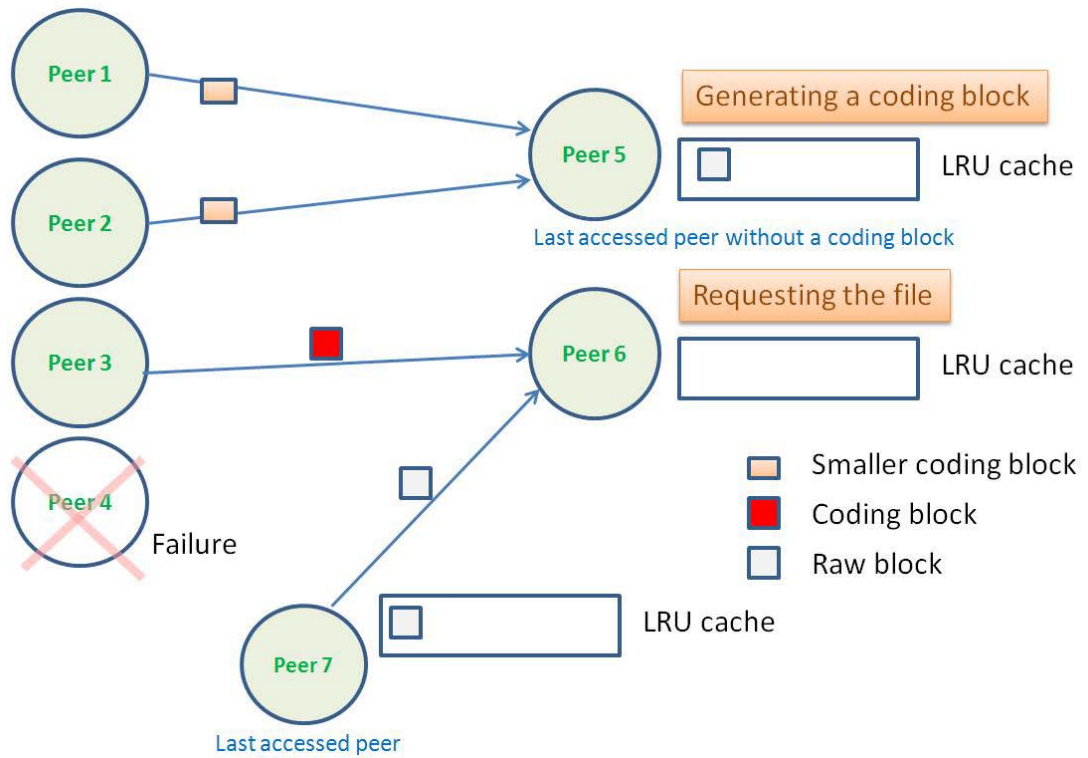 Peer 1
Generating a coding block
Peer 5
LRU cache
Peer 2
Last accessed peer without a coding block
Requesting the file
Peer 3
Peer 6
LRU cache
Peer 4
Failure
Smaller coding block
Coding block
Raw block
LRU cache
Peer 7
Last accessed peer